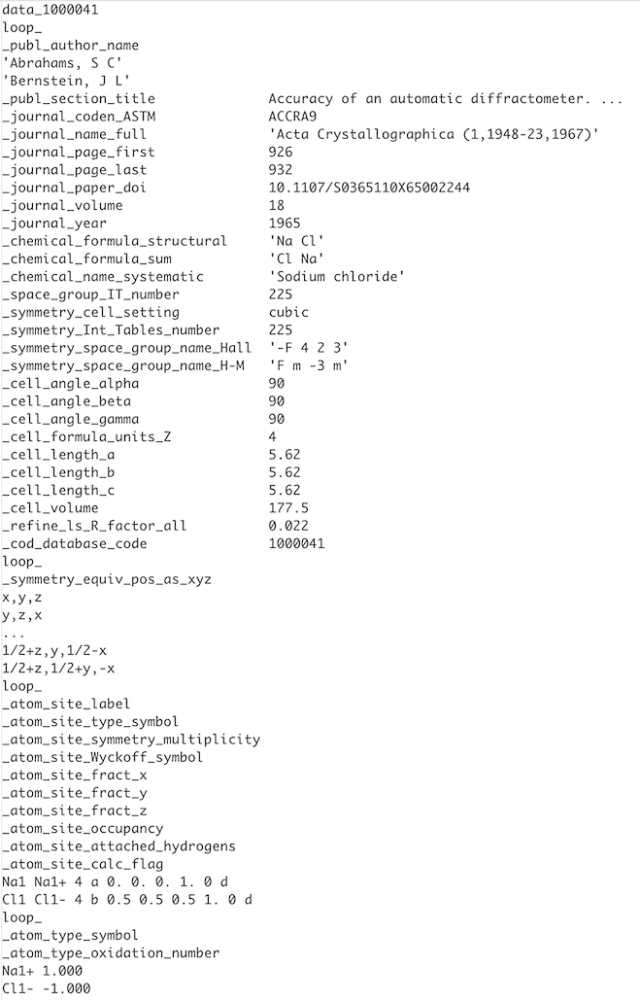 data_1000041
loop_
_publ_author_name
'Abrahams, S C'
'Bernstein, J L'
_publ_section_title Accuracy of an automatic diffractometer. ...
_journal_coden_ASTM ACCRA9
_journal_name_full 'Acta Crystallographica (1,1948-23,1967)'
_journal_page_first 926
_journal_page_last 932
_journal_paper_doi 10.1107/S0365110X65002244
_journal_volume 18
_journal_year 1965
_chemical_formula_structural 'Na Cl'
_chemical_formula_sum 'Cl Na'
_chemical_name_systematic 'Sodium chloride'
_space_group_IT_number 225
_symmetry_cell_setting cubic
_symmetry_Int_Tables_number 225
_symmetry_space_group_name_Hall '-F 4 2 3'
_symmetry_space_group_name_H-M 'F m -3 m'
_cell_angle_alpha 90
_cell_angle_beta 90
_cell_angle_gamma 90
_cell_formula_units_Z 4
_cell_length_a 5.62
_cell_length_b 5.62
_cell_length_c 5.62
_cell_volume 177.5
_refine_ls_R_factor_all 0.022
_cod_database_code 1000041
loop_
_symmetry_equiv_pos_as_xyz
x,y,z
y,z,x
...
1/2+z,y,1/2-x
1/2+z,1/2+y,-x
loop_
_atom_site_label
_atom_site_type_symbol
_atom_site_symmetry_multiplicity
_atom_site_Wyckoff_symbol
_atom_site_fract_x
_atom_site_fract_y
_atom_site_fract_z
_atom_site_occupancy
_atom_site_attached_hydrogens
_atom_site_calc_flag
Na1 Na1+ 4 a 0. 0. 0. 1. 0 d
Cl1 Cl1- 4 b 0.5 0.5 0.5 1. 0 d
loop_
_atom_type_symbol
_atom_type_oxidation_number
Na1+ 1.000
Cl1- -1.000